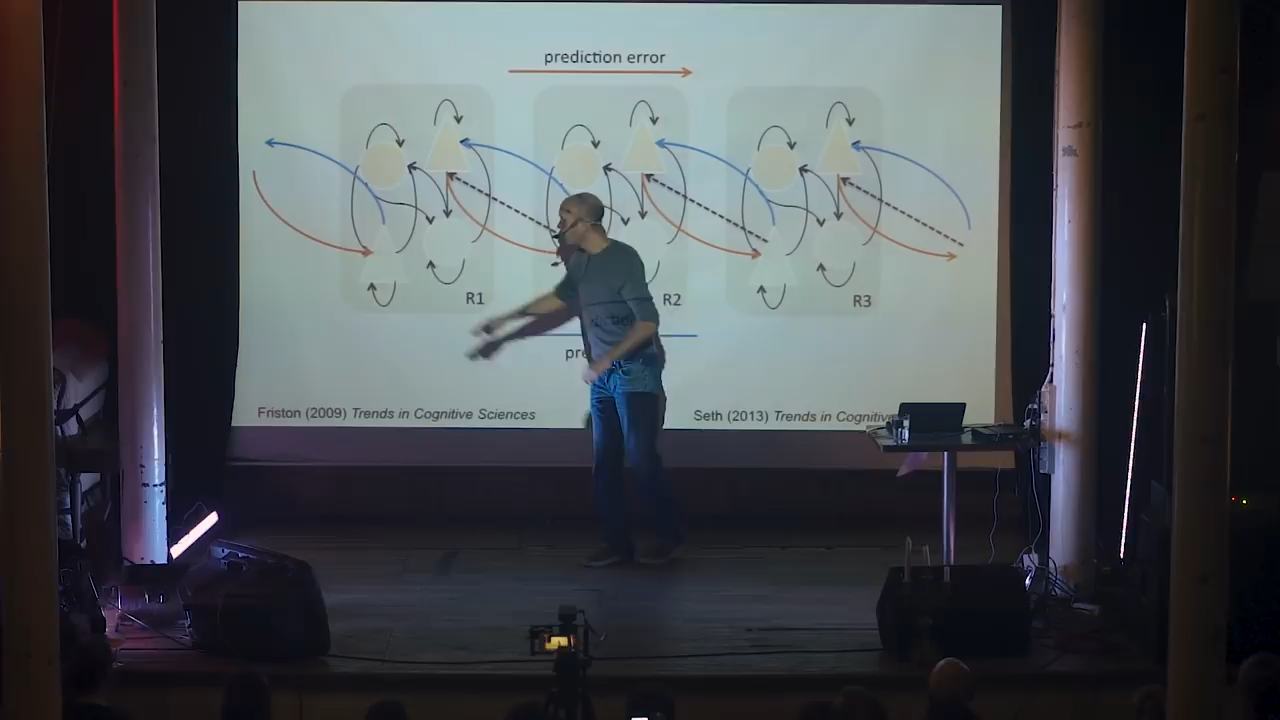 prediction error
R1
R2
R3
Friston (2009) Trends in Cognitive Sciences
Seth (2013) Trends in Cognitive